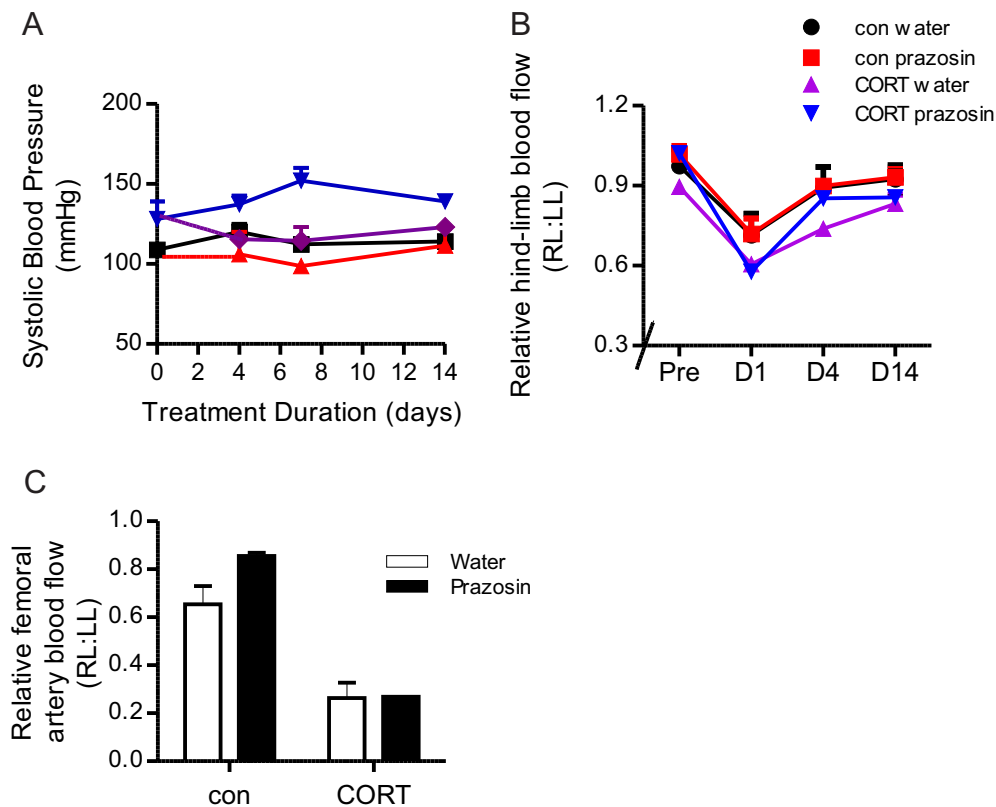 A
Systolic Blood Pressure
(mmHg)
200
150
100
50
0 2 4 6 8 10 12 14
Treatment Duration (days)
B
con water
con prazosin
CORT water
CORT prazosin
Relative hind-limb blood flow
(RL:LL)
1.2
0.9
0.6
0.3
Pre D1 D4 D14
C
Relative femoral
artery blood flow
(RL:LL)
1.0
0.8
0.6
0.4
0.2
0.0
con CORT
Water
Prazosin